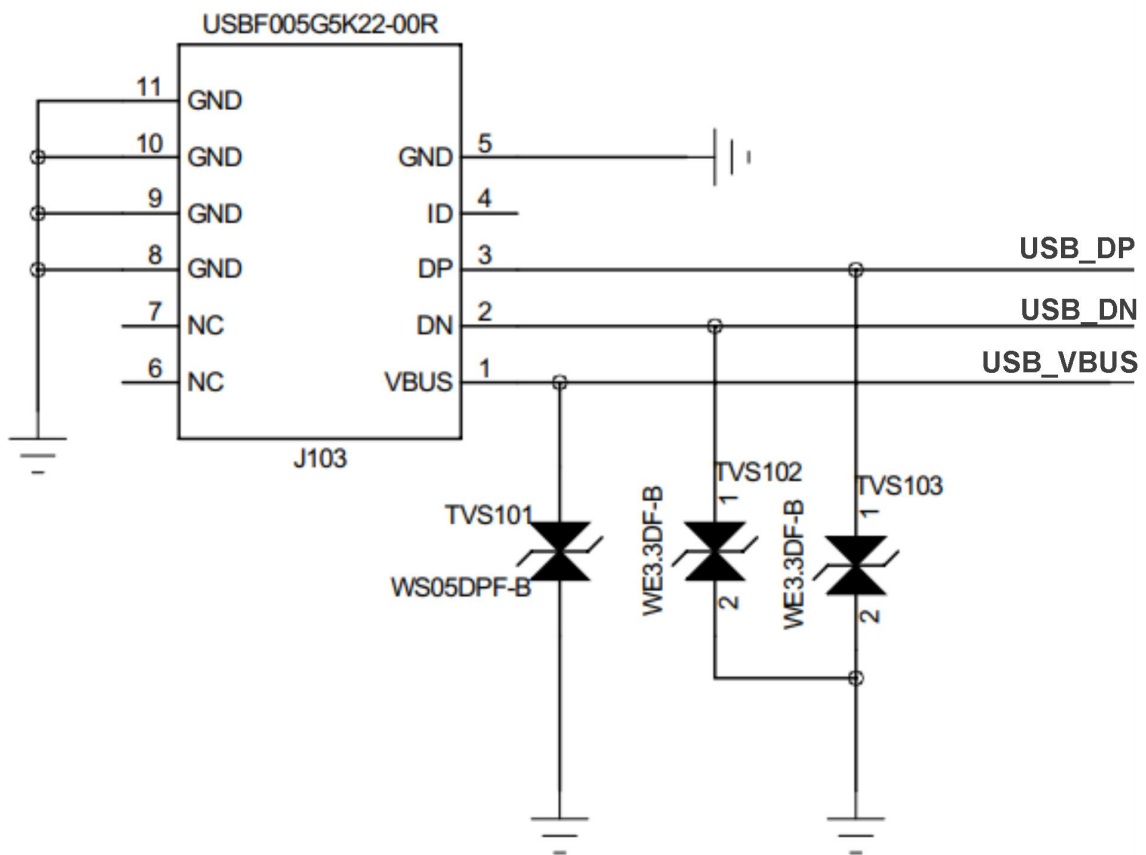 USBF005G5K22-00R
11 GND
10 GND
9 GND
8 GND
7 NC
6 NC
GND 5
ID 4
DP 3
DN 2
VBUS 1
J103
USB_DP
USB_DN
USB_VBUS
TVS101
WS05DPF-B
TVS102
1
WE3.3DF-B
2
TVS103
1
WE3.3DF-B
2